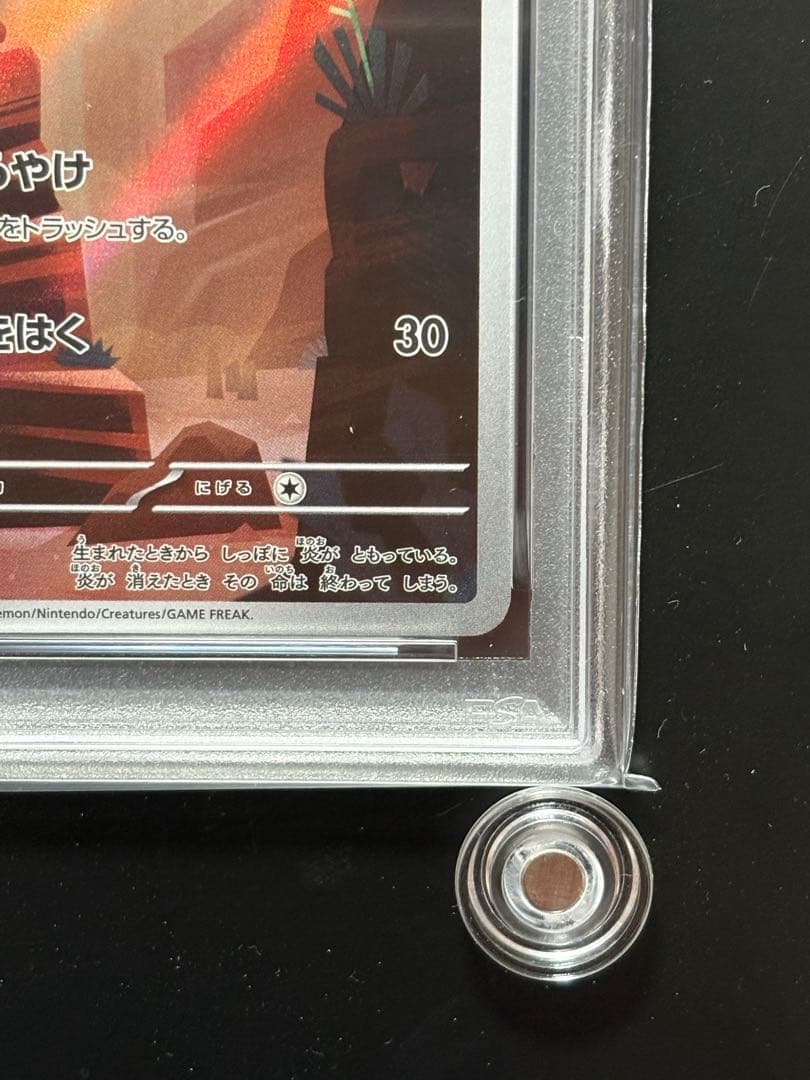 やけ
をトラッシュする。
をはく 30
にげる
生まれたときから しっぽに 炎が ともっている。
炎が 消えたとき その 命は 終わって しまう。
emon/Nintendo/Creatures/GAME FREAK.
PSA